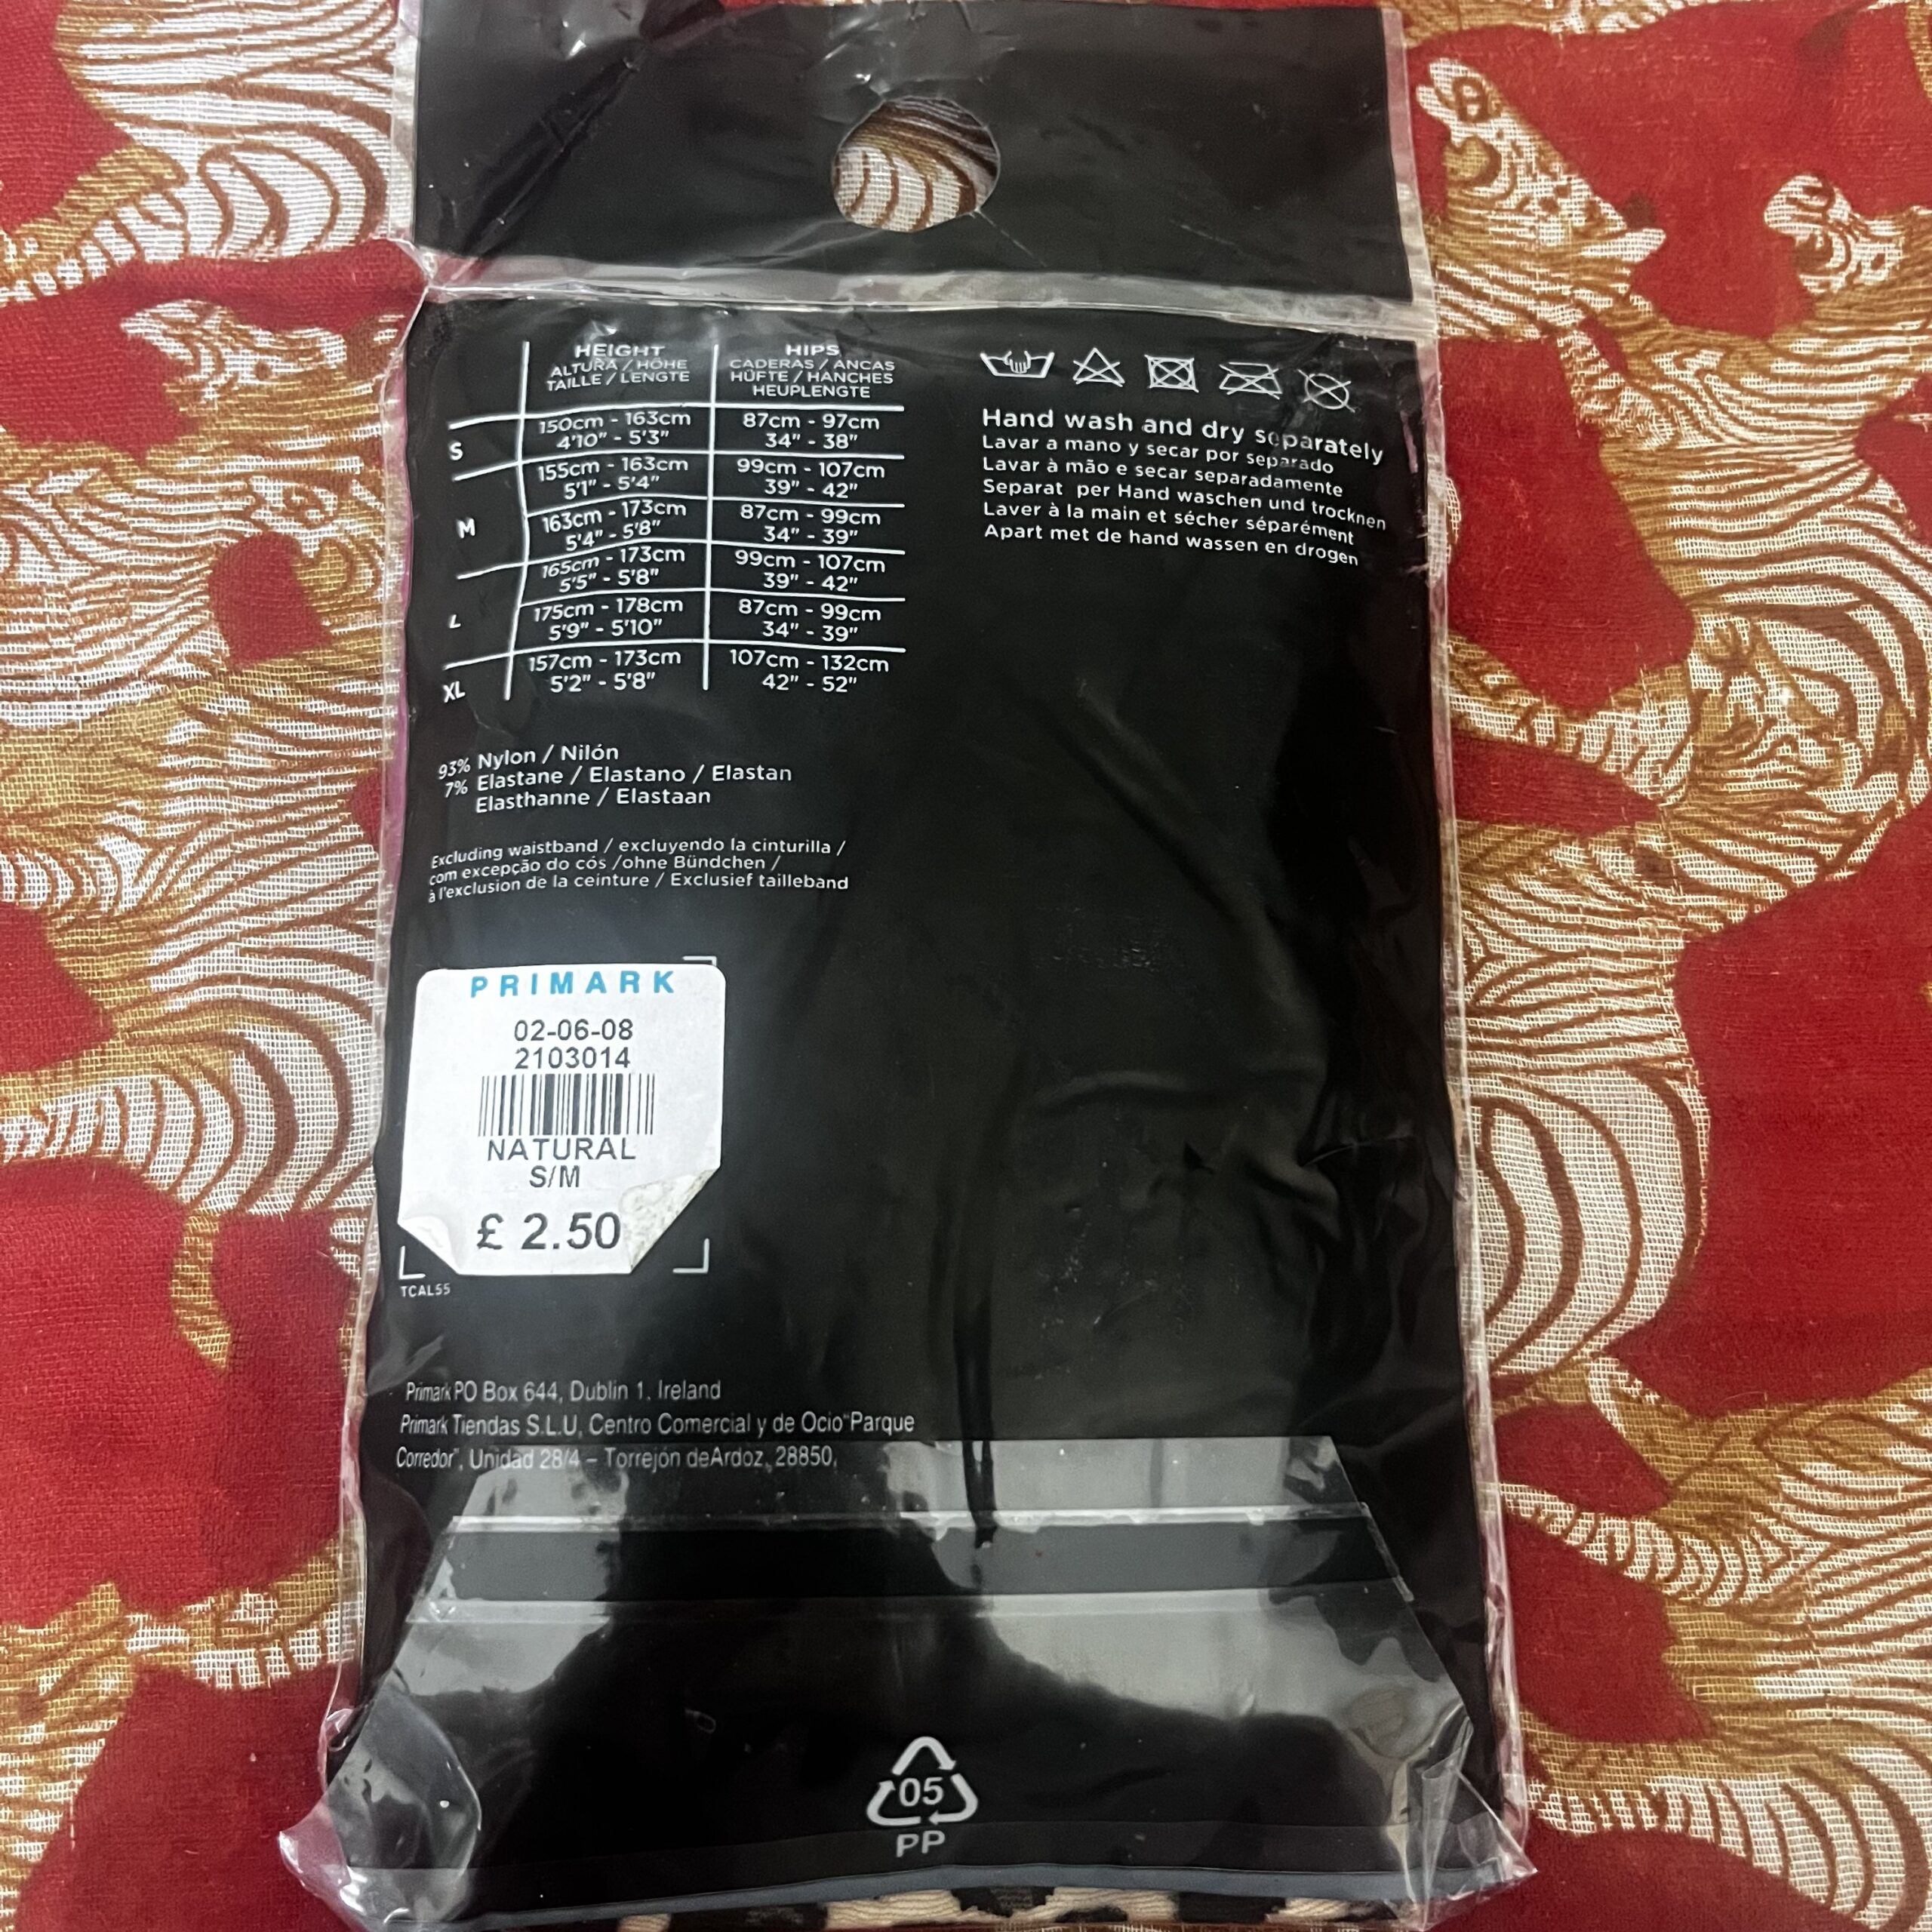 HEIGHT
ALTURA / HÖHE
TAILLE / LENGTE
HIPS
CADERAS / ANCAS
HÜFTE / HANCHES
HEUPLENGTE
S
150cm - 163cm
4'10" - 5'3"
87cm - 97cm
34" - 38"
155cm - 163cm
5'1" - 5'4"
99cm - 107cm
39" - 42"
M
163cm - 173cm
5'4" - 5'8"
87cm - 99cm
34" - 39"
165cm - 173cm
5'5" - 5'8"
99cm - 107cm
39" - 42"
L
175cm - 178cm
5'9" - 5'10"
87cm - 99cm
34" - 39"
XL
157cm - 173cm
5'2" - 5'8"
107cm - 132cm
42" - 52"
Hand wash and dry separately
Lavar a mano y secar por separado
Lavar à mão e secar separadamente
Separat per Hand waschen und trocknen
Laver à la main et sécher séparément
Apart met de hand wassen en drogen
93% Nylon / Nilón
7% Elastane / Elastano / Elastan
Elasthanne / Elastaan
Excluding waistband / excluyendo la cinturilla /
com excepção do cós /ohne Bündchen /
à l'exclusion de la ceinture / Exclusief tailleband
PRIMARK
02-06-08
2103014
NATURAL
S/M
£ 2.50
TCAL55
Primark PO Box 644, Dublin 1. Ireland
Primark Tiendas S.L.U, Centro Comercial y de Ocio"Parque
Corredor", Unidad 28/4 – Torrejón deArdoz, 28850,
05
PP